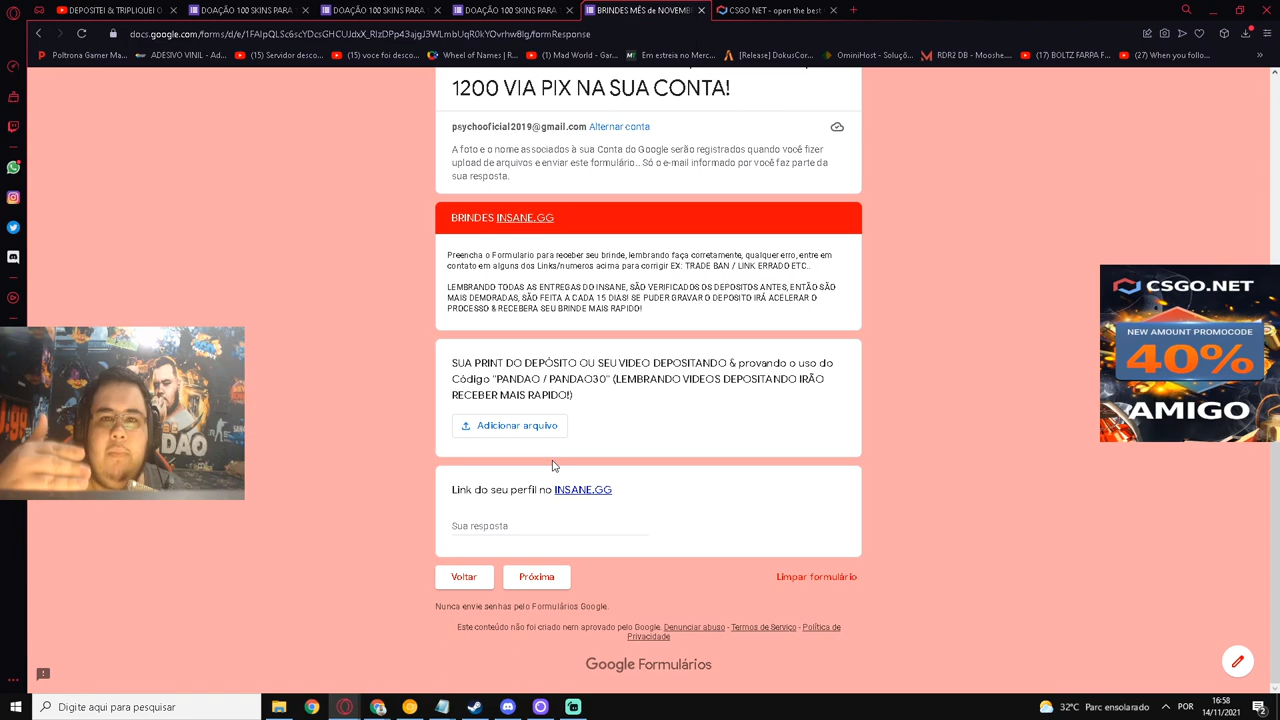 DEPOSITEI & TRIPLIQUEI O
DOAÇÃO 100 SKINS PARA
DOAÇÃO 100 SKINS PARA
BRINDES MÊS de NOVEMB
CSGO.NET - open the best
docs.google.com/forms/d/e/
/formResponse
Poltrona Gamer Ma...
ADESIVO VINIL - Ad...
(15) Servidor disco...
(15) voce foi desco...
Wheel of Names | R...
(1) Mad World - Gar...
Em estreia no Merc...
[Release] DokusCor...
OminiHost - Soluçõ...
RDR2 DB - Mooshe...
(17) BOLTZ FARPA F...
(27) When you follo...
1200 VIA PIX NA SUA CONTA!
psychooficial2019@gmail.com Alternar conta
A foto e o nome associados à sua Conta do Google serão registrados quando você fizer
upload de arquivos e enviar este formulário.. Só o e-mail informado por você faz parte da
sua resposta.
BRINDES INSANE.GG
Preencha o Formulario para receber seu brinde, lembrando faça corretamente, qualquer erro, entre em
contato em alguns dos Links/numeros acima para corrigir EX: TRADE BAN / LINK ERRADO ETC..
LEMBRANDO TODAS AS ENTREGAS DO INSANE, SÃO VERIFICADOS OS DEPOSITOS ANTES, ENTÃO SÃO
MAIS DEMORADAS, SÃO FEITA A CADA 15 DIAS! SE PUDER GRAVAR O DEPOSITO IRÁ ACELERAR O
PROCESSO & RECEBERA SEU BRINDE MAIS RAPIDO!
SUA PRINT DO DEPÓSITO OU SEU VIDEO DEPOSITANDO & provando o uso do
Código "PANDAO / PANDAO30" (LEMBRANDO VIDEOS DEPOSITANDO IRÃO
RECEBER MAIS RAPIDO!)
Adicionar arquivo
Link do seu perfil no INSANE.GG
Sua resposta
Voltar
Próxima
Limpar formulário
Nunca envie senhas pelo Formulários Google.
Este conteúdo não foi criado nem aprovado pelo Google. Denunciar abuso - Termos de Serviço - Política de
Privacidade
Google Formulários
DAO
CSGO.NET
NEW AMOUNT PROMOCODE
40%
AMIGO
Digite aqui para pesquisar
32°C Parc ensolarado
POR
16:58
14/11/2021
2